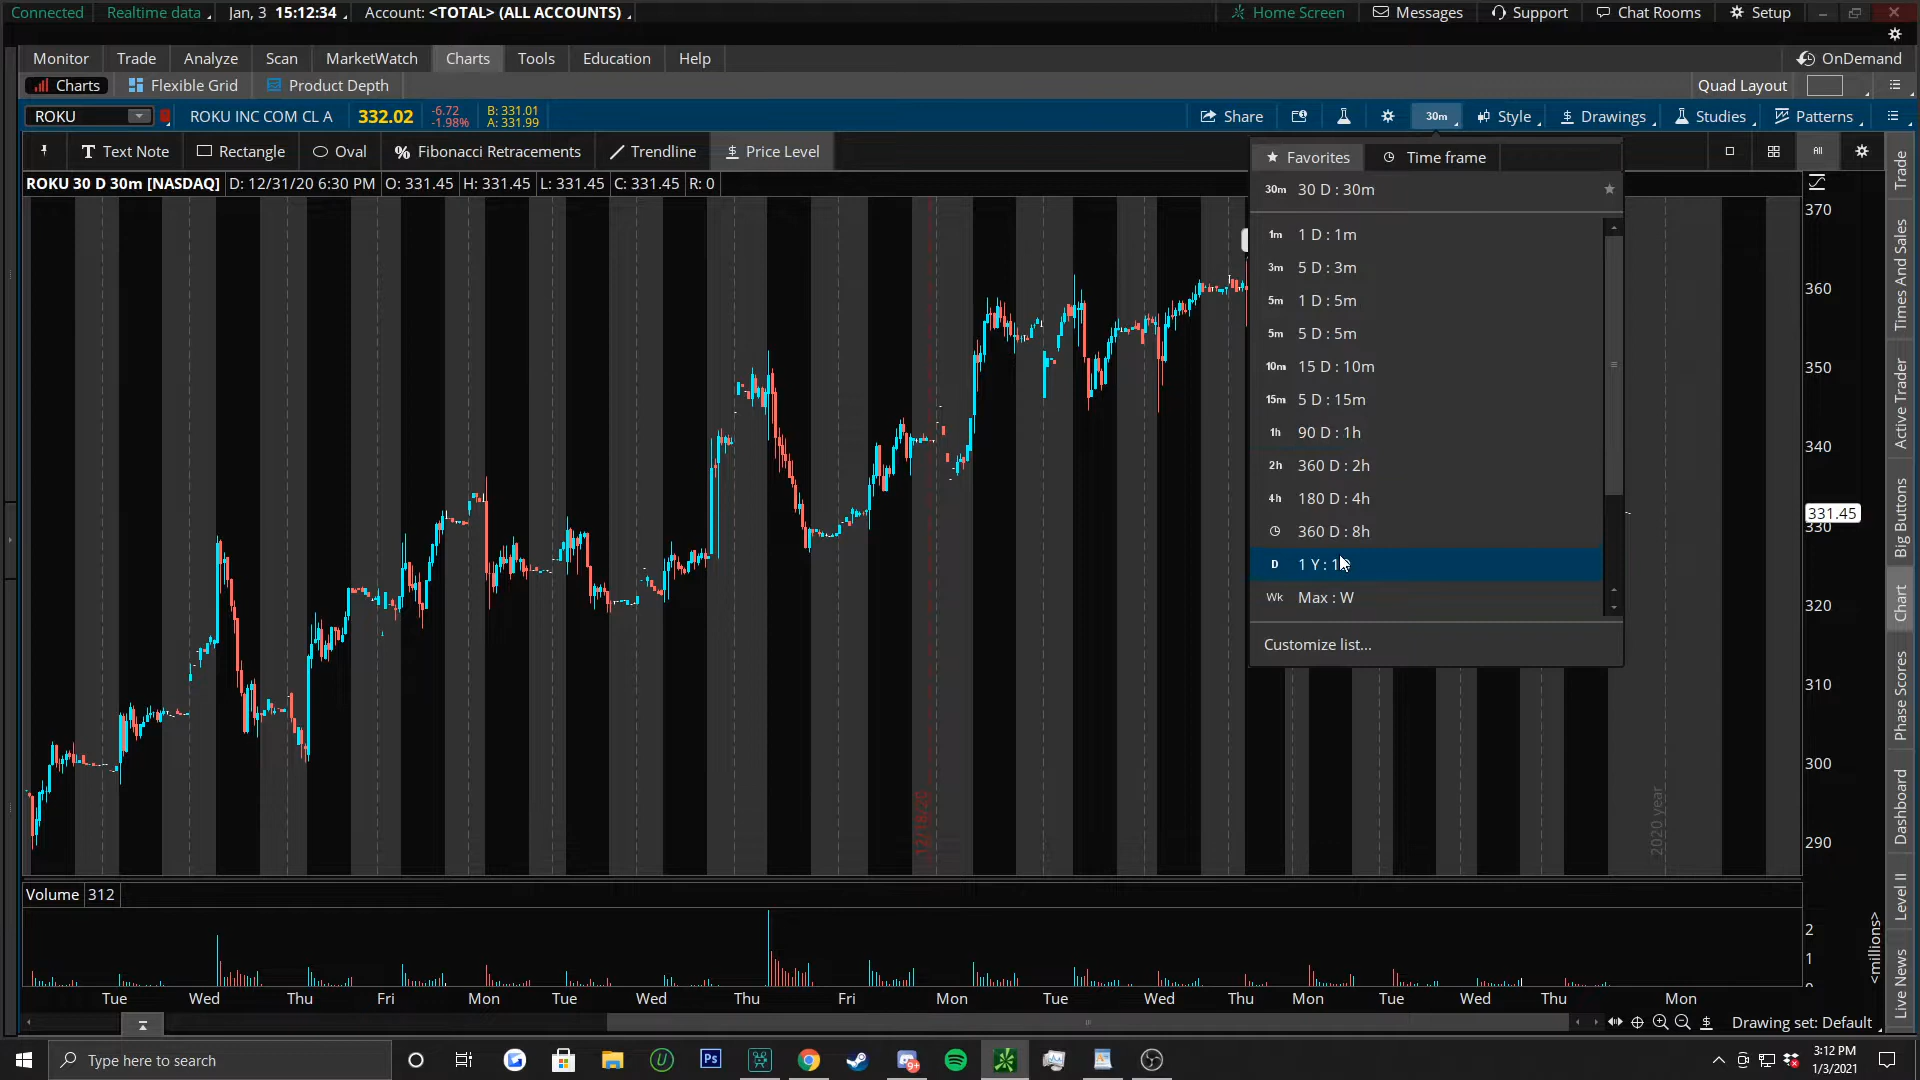 Connected Realtime data Jan, 3 15:12:34 Account: <TOTAL> (ALL ACCOUNTS) Home Screen Messages Support Chat Rooms Setup
Monitor Trade Analyze Scan MarketWatch Charts Tools Education Help OnDemand
Charts Flexible Grid Product Depth Quad Layout
ROKU ROKU INC COM CL A 332.02 -6.72 B: 331.01
-1.98% A: 331.99
Share 30m Style Drawings Studies Patterns
T Text Note Rectangle Oval % Fibonacci Retracements Trendline $ Price Level All
ROKU 30 D 30m [NASDAQ] D: 12/31/20 6:30 PM O: 331.45 H: 331.45 L: 331.45 C: 331.45 R: 0
Favorites Time frame
30m 30 D : 30m
1m 1 D : 1m
3m 5 D : 3m
5m 1 D : 5m
5m 5 D : 5m
10m 15 D : 10m
15m 5 D : 15m
1h 90 D : 1h
2h 360 D : 2h
4h 180 D : 4h
360 D : 8h
D 1 Y : 1
Wk Max : W
Customize list...
370
360
350
340
331.45
330
320
310
300
290
12/18/20
2020 year
Volume 312
2
1
0
<millions>
Tue Wed Thu Fri Mon Tue Wed Thu Fri Mon Tue Wed Thu Mon Tue Wed Thu Mon
$ Drawing set: Default
Trade
Times And Sales
Active Trader
Big Buttons
Chart
Phase Scores
Dashboard
Level II
Live News
Type here to search
Ps
9+
3:12 PM
1/3/2021